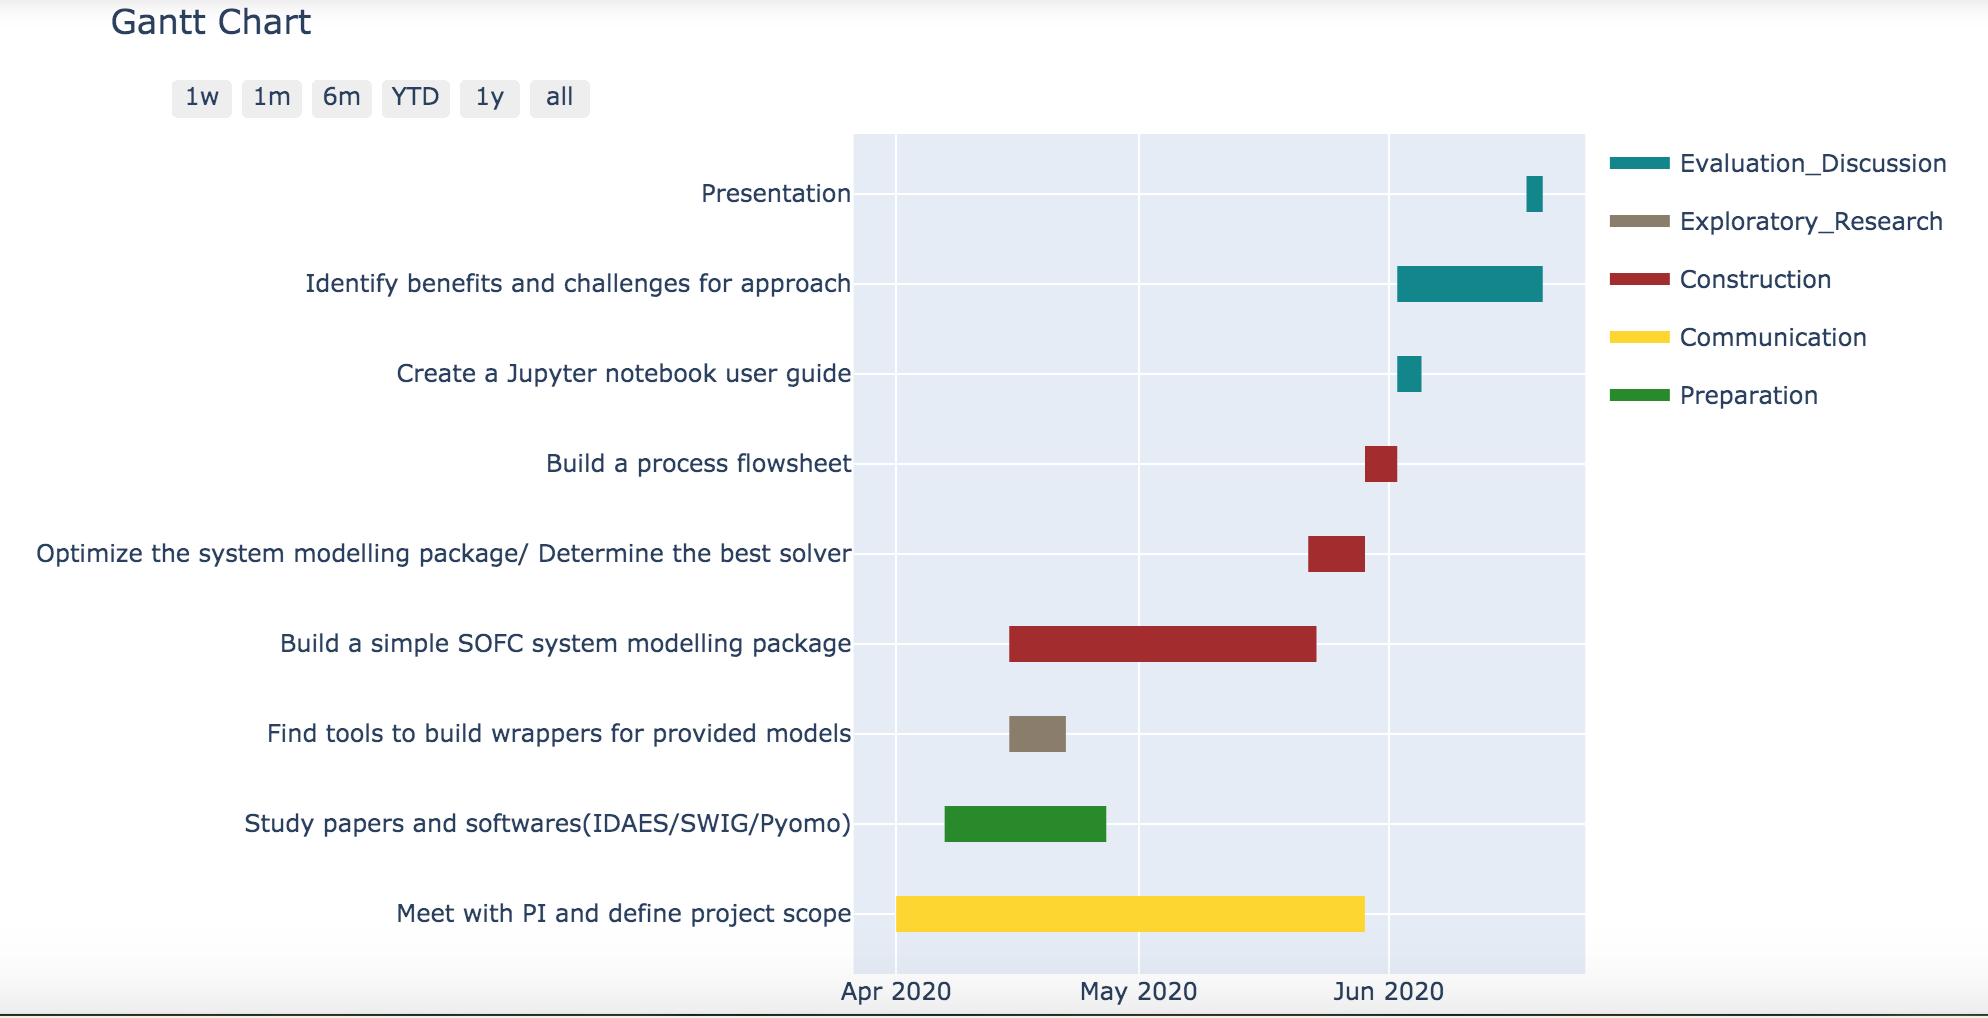 Gantt Chart
1w 1m 6m YTD 1y all
Presentation
Identify benefits and challenges for approach
Create a Jupyter notebook user guide
Build a process flowsheet
Optimize the system modelling package/ Determine the best solver
Build a simple SOFC system modelling package
Find tools to build wrappers for provided models
Study papers and softwares(IDAES/SWIG/Pyomo)
Meet with PI and define project scope
Apr 2020 May 2020 Jun 2020
Evaluation_Discussion
Exploratory_Research
Construction
Communication
Preparation